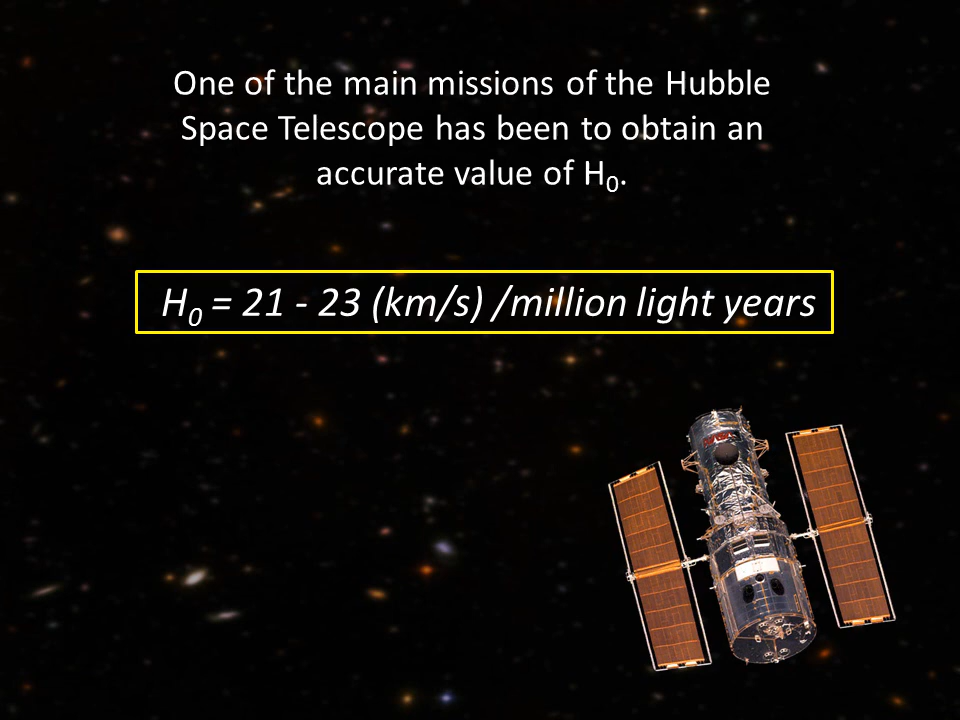 One of the main missions of the Hubble
Space Telescope has been to obtain an
accurate value of H₀.
H₀ = 21 - 23 (km/s) /million light years